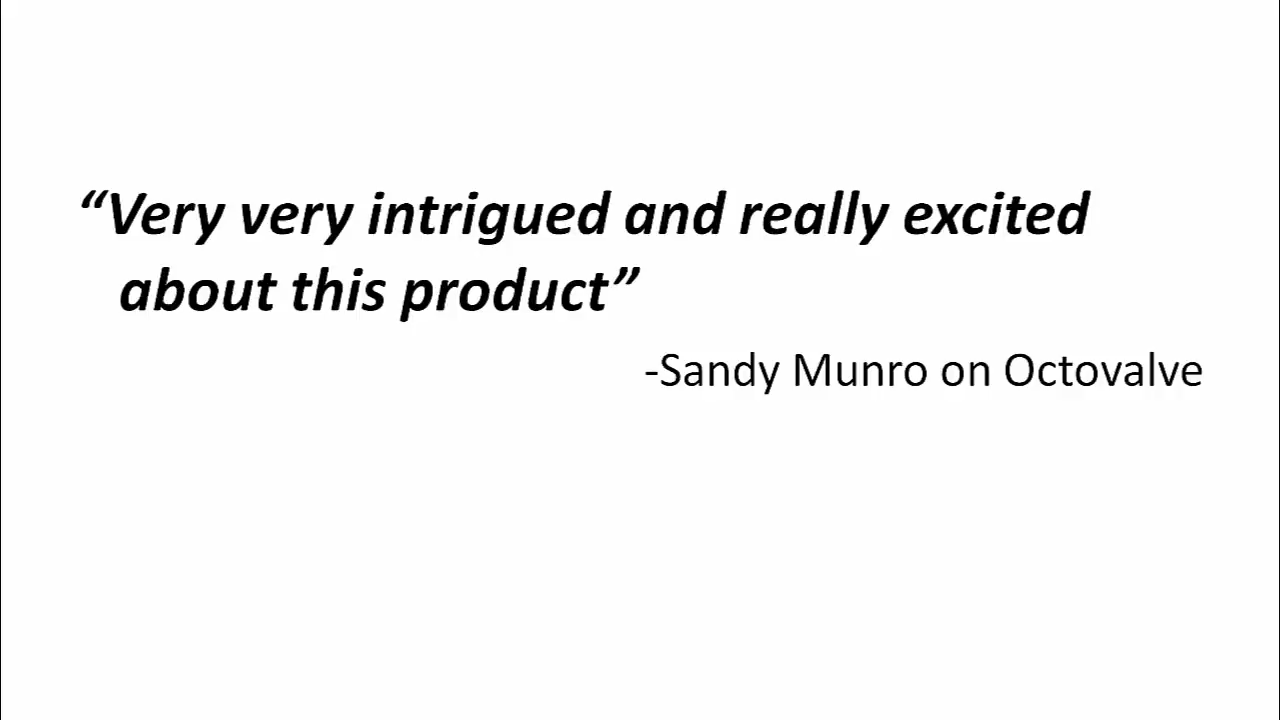 “Very very intrigued and really excited
about this product”
-Sandy Munro on Octovalve